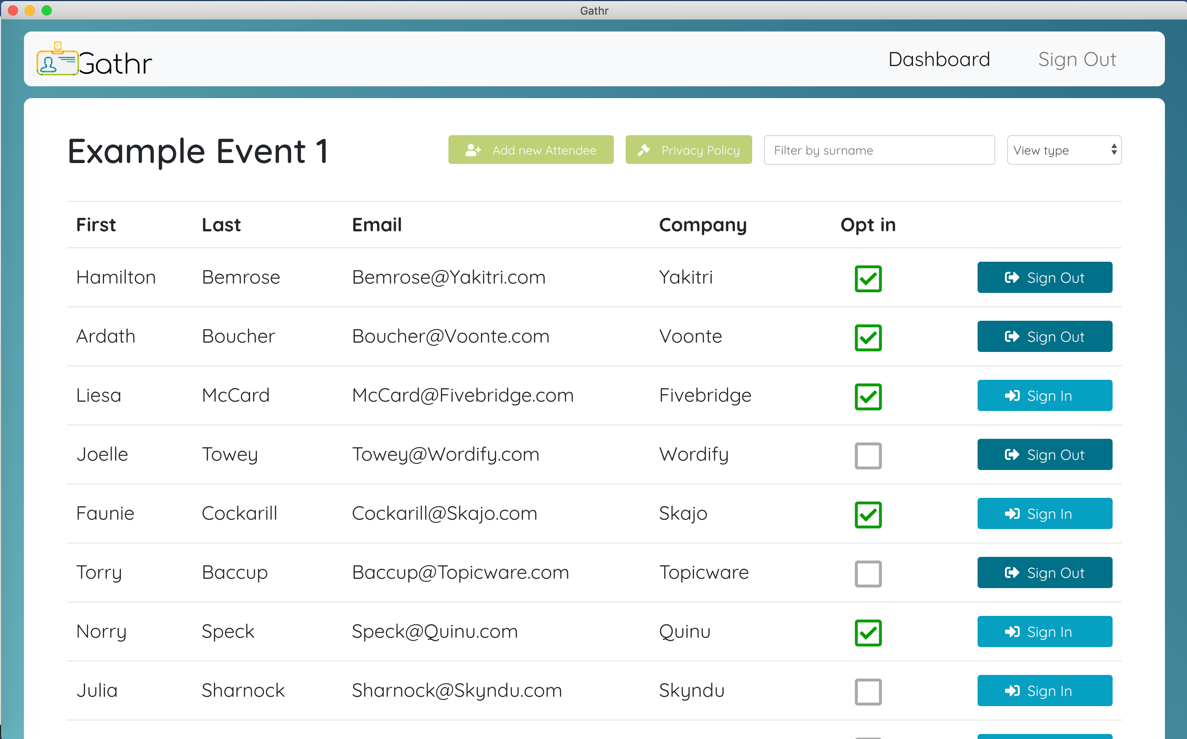 Gathr
Gathr Dashboard Sign Out
Example Event 1 Add new Attendee Privacy Policy Filter by surname View type
First Last Email Company Opt in
Hamilton Bemrose Bemrose@Yakitri.com Yakitri Sign Out
Ardath Boucher Boucher@Voonte.com Voonte Sign Out
Liesa McCard McCard@Fivebridge.com Fivebridge Sign In
Joelle Towey Towey@Wordify.com Wordify Sign Out
Faunie Cockarill Cockarill@Skajo.com Skajo Sign In
Torry Baccup Baccup@Topicware.com Topicware Sign Out
Norry Speck Speck@Quinu.com Quinu Sign In
Julia Sharnock Sharnock@Skyndu.com Skyndu Sign In